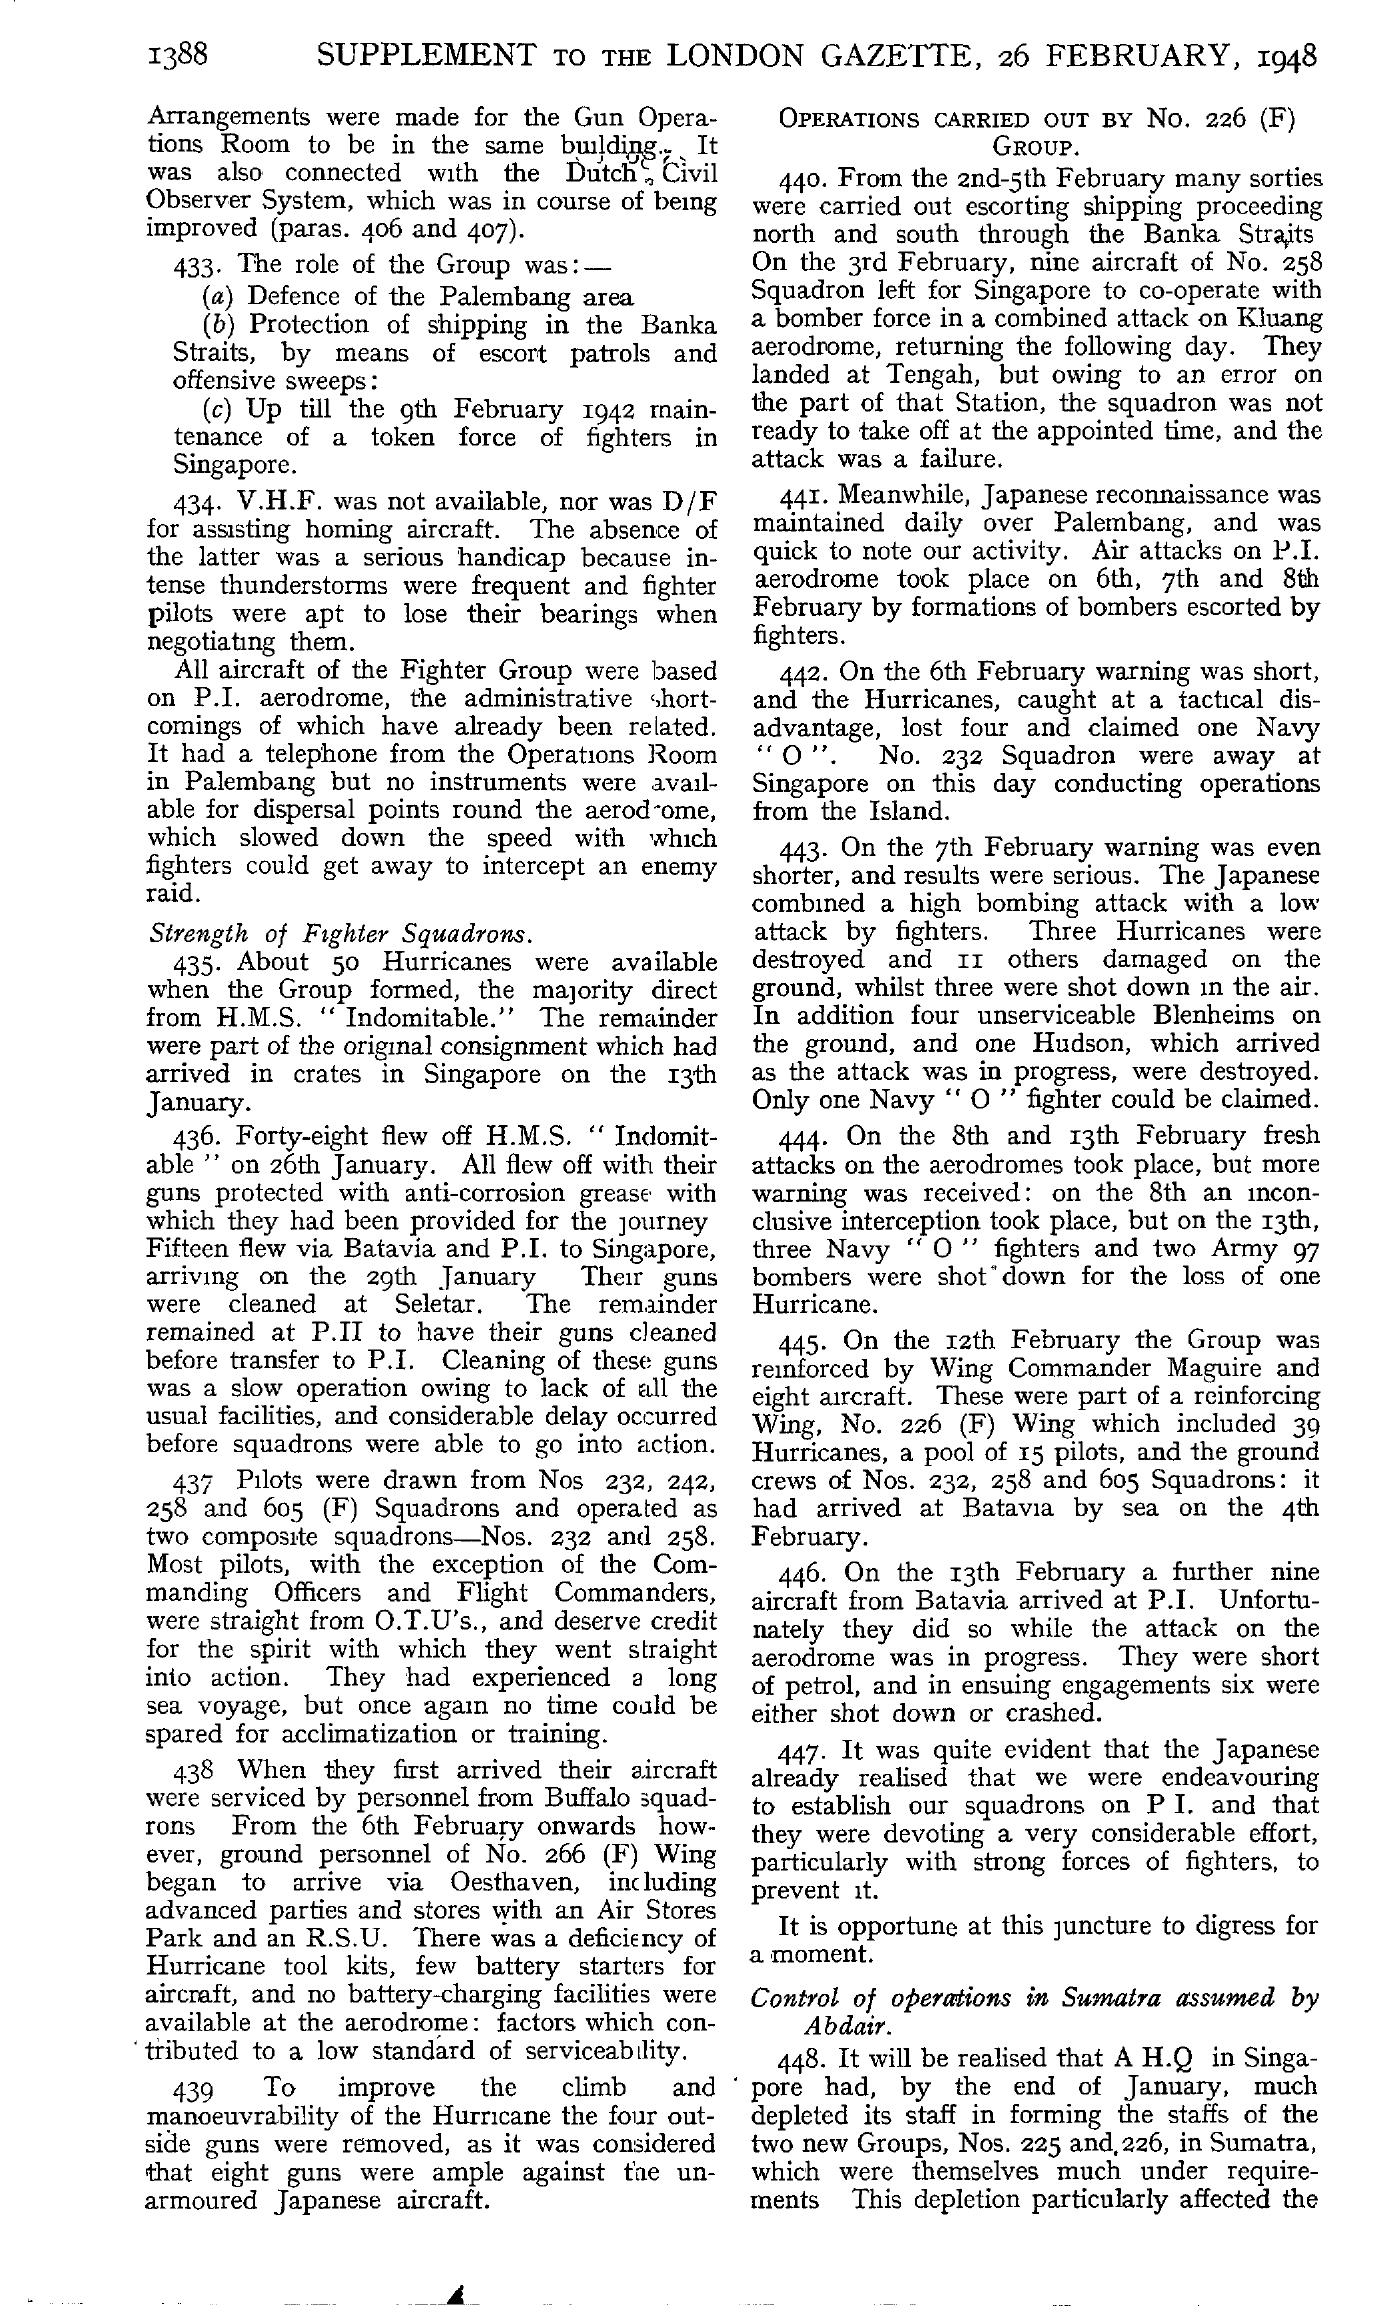 1388 SUPPLEMENT TO THE LONDON GAZETTE, 26 FEBRUARY, 1948
Arrangements were made for the Gun Opera-
tions Room to be in the same building. It
was also connected with the Dutch Civil
Observer System, which was in course of being
improved (paras. 406 and 407).
433. The role of the Group was:—
(a) Defence of the Palembang area
(b) Protection of shipping in the Banka
Straits, by means of escort patrols and
offensive sweeps:
(c) Up till the 9th February 1942 main-
tenance of a token force of fighters in
Singapore.
434. V.H.F. was not available, nor was D/F
for assisting homing aircraft. The absence of
the latter was a serious handicap because in-
tense thunderstorms were frequent and fighter
pilots were apt to lose their bearings when
negotiating them.
All aircraft of the Fighter Group were based
on P.I. aerodrome, the administrative short-
comings of which have already been related.
It had a telephone from the Operations Room
in Palembang but no instruments were avail-
able for dispersal points round the aerodrome,
which slowed down the speed with which
fighters could get away to intercept an enemy
raid.
Strength of Fighter Squadrons.
435. About 50 Hurricanes were available
when the Group formed, the majority direct
from H.M.S. "Indomitable." The remainder
were part of the original consignment which had
arrived in crates in Singapore on the 13th
January.
436. Forty-eight flew off H.M.S. "Indomit-
able" on 26th January. All flew off with their
guns protected with anti-corrosion grease with
which they had been provided for the journey
Fifteen flew via Batavia and P.I. to Singapore,
arriving on the 29th January Their guns
were cleaned at Seletar. The remainder
remained at P.II to have their guns cleaned
before transfer to P.I. Cleaning of these guns
was a slow operation owing to lack of all the
usual facilities, and considerable delay occurred
before squadrons were able to go into action.
437 Pilots were drawn from Nos 232, 242,
258 and 605 (F) Squadrons and operated as
two composite squadrons—Nos. 232 and 258.
Most pilots, with the exception of the Com-
manding Officers and Flight Commanders,
were straight from O.T.U's., and deserve credit
for the spirit with which they went straight
into action. They had experienced a long
sea voyage, but once again no time could be
spared for acclimatization or training.
438 When they first arrived their aircraft
were serviced by personnel from Buffalo squad-
rons From the 6th February onwards how-
ever, ground personnel of No. 266 (F) Wing
began to arrive via Oesthaven, including
advanced parties and stores with an Air Stores
Park and an R.S.U. There was a deficiency of
Hurricane tool kits, few battery starters for
aircraft, and no battery-charging facilities were
available at the aerodrome: factors which con-
tributed to a low standard of serviceability.
439 To improve the climb and
manoeuvrability of the Hurricane the four out-
side guns were removed, as it was considered
that eight guns were ample against the un-
armoured Japanese aircraft.
OPERATIONS CARRIED OUT BY No. 226 (F)
GROUP.
440. From the 2nd-5th February many sorties
were carried out escorting shipping proceeding
north and south through the Banka Straits
On the 3rd February, nine aircraft of No. 258
Squadron left for Singapore to co-operate with
a bomber force in a combined attack on Kluang
aerodrome, returning the following day. They
landed at Tengah, but owing to an error on
the part of that Station, the squadron was not
ready to take off at the appointed time, and the
attack was a failure.
441. Meanwhile, Japanese reconnaissance was
maintained daily over Palembang, and was
quick to note our activity. Air attacks on P.I.
aerodrome took place on 6th, 7th and 8th
February by formations of bombers escorted by
fighters.
442. On the 6th February warning was short,
and the Hurricanes, caught at a tactical dis-
advantage, lost four and claimed one Navy
"O". No. 232 Squadron were away at
Singapore on this day conducting operations
from the Island.
443. On the 7th February warning was even
shorter, and results were serious. The Japanese
combined a high bombing attack with a low
attack by fighters. Three Hurricanes were
destroyed and 11 others damaged on the
ground, whilst three were shot down in the air.
In addition four unserviceable Blenheims on
the ground, and one Hudson, which arrived
as the attack was in progress, were destroyed.
Only one Navy "O" fighter could be claimed.
444. On the 8th and 13th February fresh
attacks on the aerodromes took place, but more
warning was received: on the 8th an incon-
clusive interception took place, but on the 13th,
three Navy "O" fighters and two Army 97
bombers were shot down for the loss of one
Hurricane.
445. On the 12th February the Group was
reinforced by Wing Commander Maguire and
eight aircraft. These were part of a reinforcing
Wing, No. 226 (F) Wing which included 39
Hurricanes, a pool of 15 pilots, and the ground
crews of Nos. 232, 258 and 605 Squadrons: it
had arrived at Batavia by sea on the 4th
February.
446. On the 13th February a further nine
aircraft from Batavia arrived at P.I. Unfortu-
nately they did so while the attack on the
aerodrome was in progress. They were short
of petrol, and in ensuing engagements six were
either shot down or crashed.
447. It was quite evident that the Japanese
already realised that we were endeavouring
to establish our squadrons on P I. and that
they were devoting a very considerable effort,
particularly with strong forces of fighters, to
prevent it.
It is opportune at this juncture to digress for
a moment.
Control of operations in Sumatra assumed by
Abdair.
448. It will be realised that A H.Q in Singa-
pore had, by the end of January, much
depleted its staff in forming the staffs of the
two new Groups, Nos. 225 and 226, in Sumatra,
which were themselves much under require-
ments This depletion particularly affected the